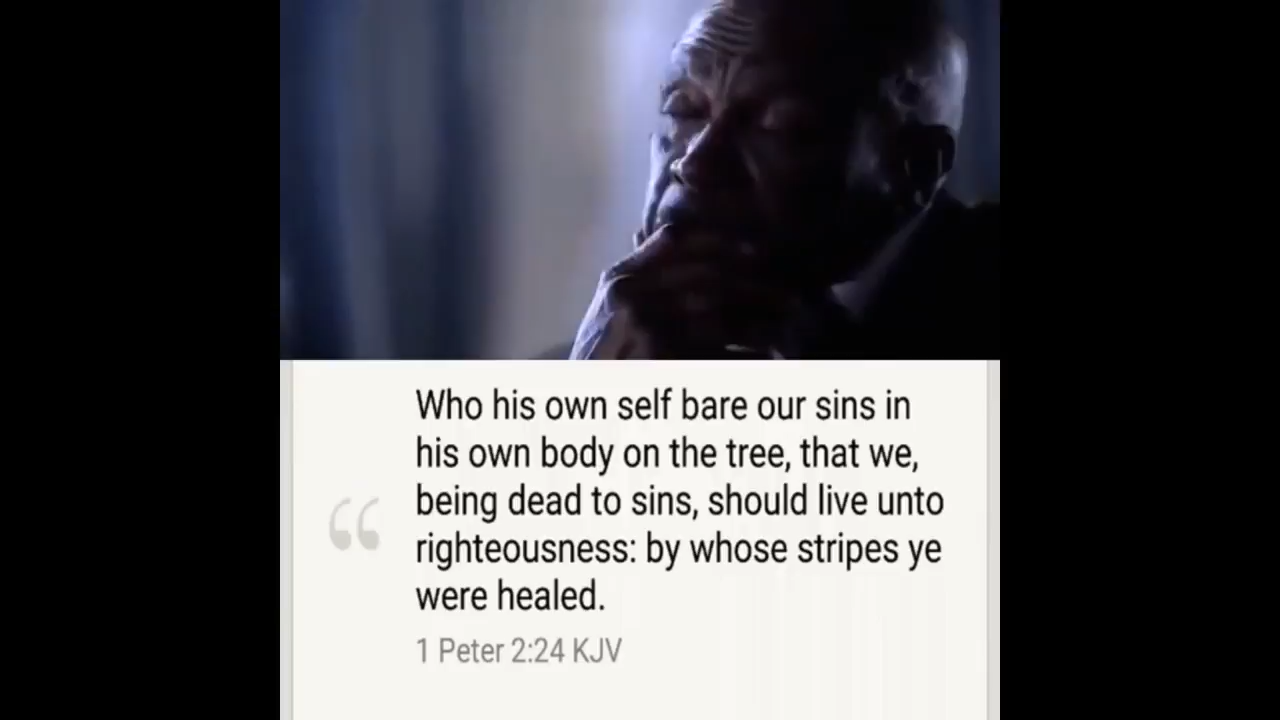 Who his own self bare our sins in
his own body on the tree, that we,
being dead to sins, should live unto
righteousness: by whose stripes ye
were healed.
1 Peter 2:24 KJV